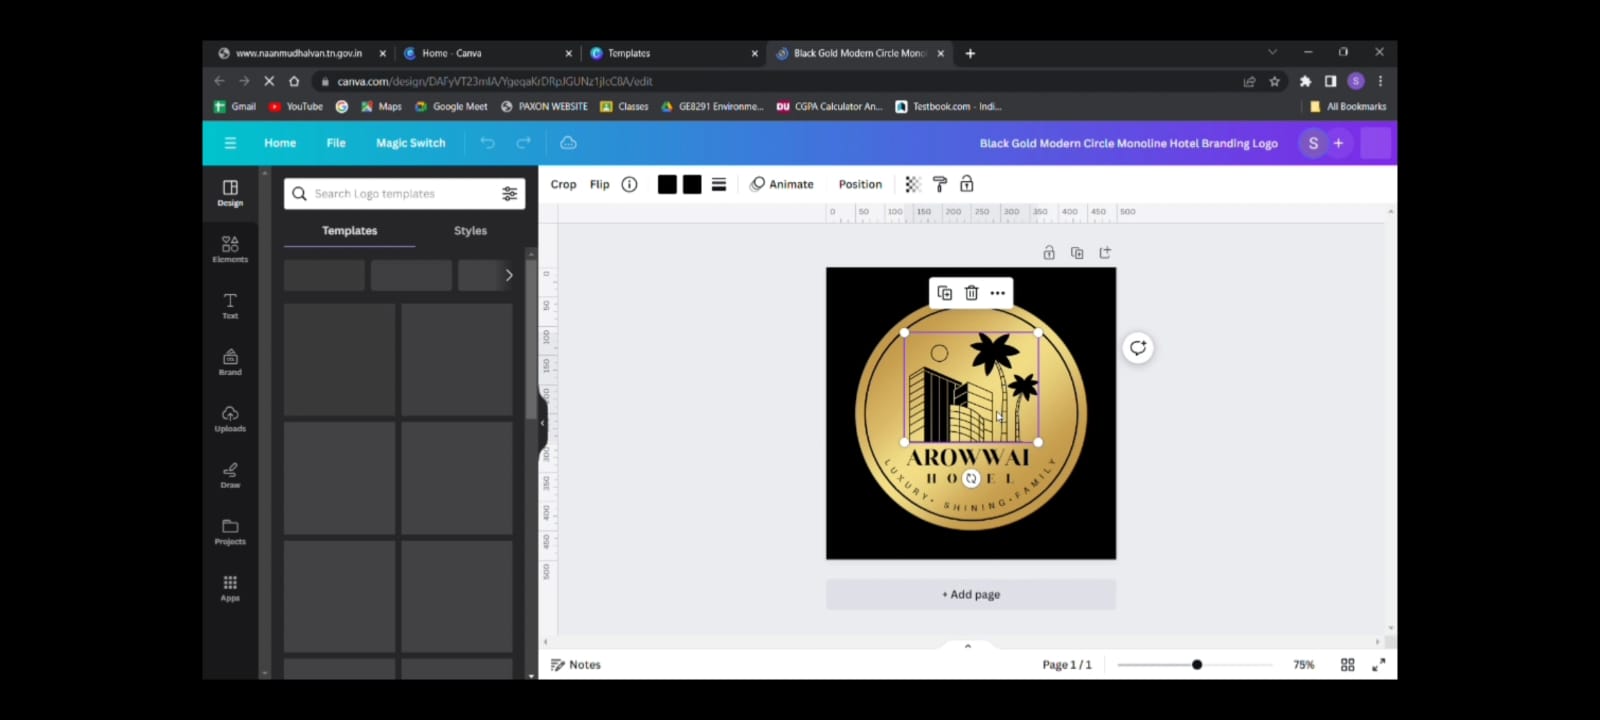 www.naanmudhalvan.tn.gov.in
Home - Canva
Templates
Black Gold Modern Circle Mono
canva.com/design/DAFyVT23mIA/YgeqaKrDRpJGUNz1jlcC8A/edit
Gmail
YouTube
Maps
Google Meet
PAXON WEBSITE
Classes
GE8291 Environme...
DU
CGPA Calculator An...
Testbook.com - Indi...
All Bookmarks
Home
File
Magic Switch
Black Gold Modern Circle Monoline Hotel Branding Logo
S
Design
Elements
Text
Brand
Uploads
Draw
Projects
Apps
Search Logo templates
Templates
Styles
Crop
Flip
Animate
Position
0 50 100 150 200 250 300 350 400 450 500
AROWWAI
LUXURY • SHINING • FAMILY
+ Add page
Notes
Page 1 / 1
75%